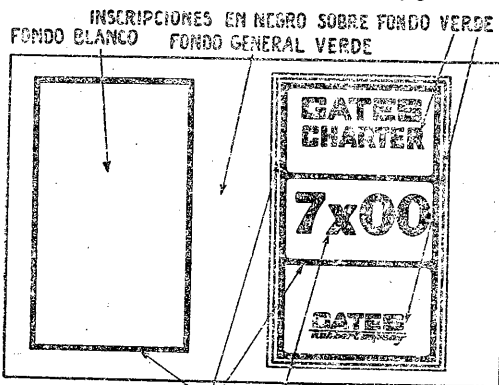 INSCRIPCIONES EN NEGRO SOBRE FONDO VERDE
FONDO BLANCO FONDO GENERAL VERDE
GATES
CHARTER
7x00
GATES